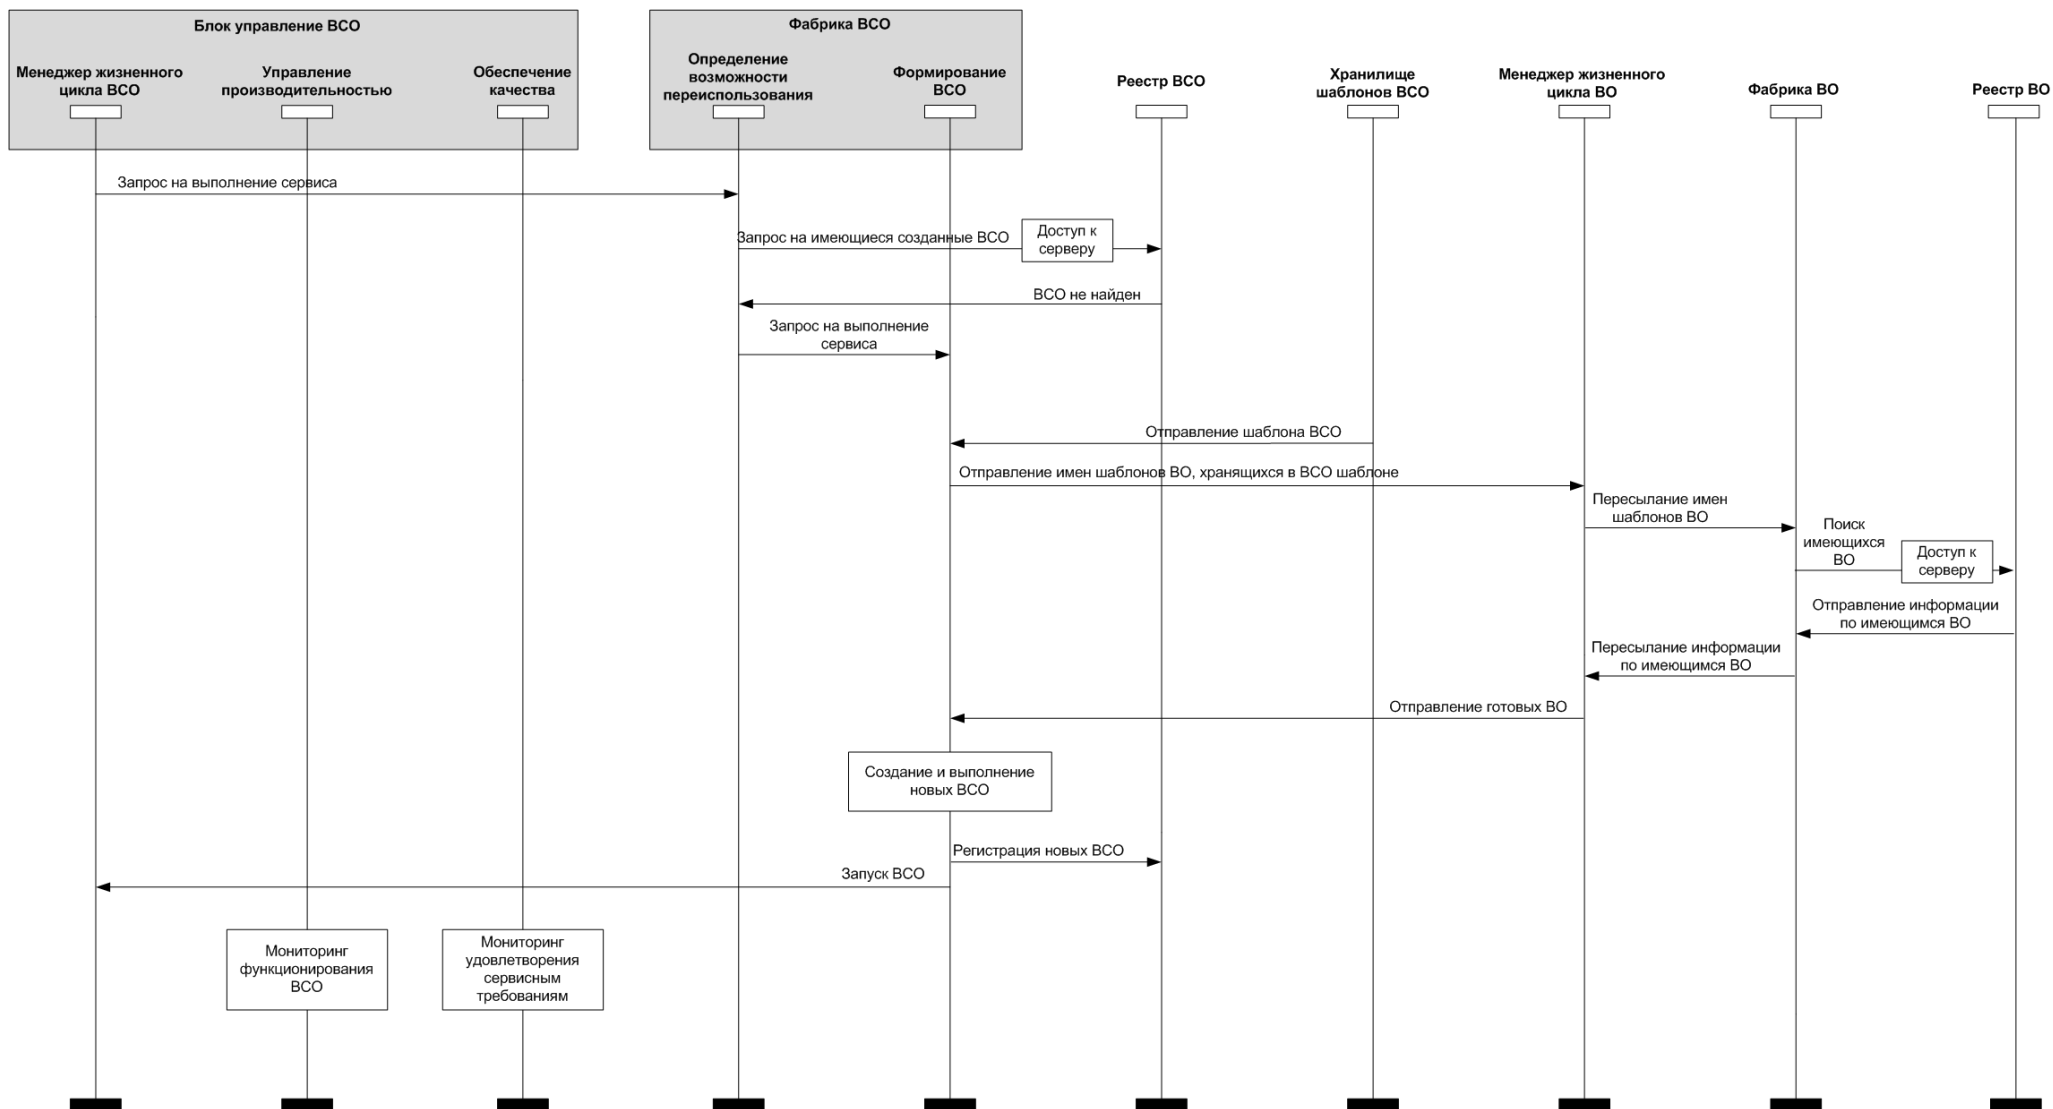 Блок управление ВСО
Фабрика ВСО
Менеджер жизненного
цикла ВСО
Управление
производительностью
Обеспечение
качества
Определение
возможности
переиспользования
Формирование
ВСО
Реестр ВСО
Хранилище
шаблонов ВСО
Менеджер жизненного
цикла ВО
Фабрика ВО
Реестр ВО
Запрос на выполнение сервиса
Запрос на имеющиеся созданные ВСО
Доступ к
серверу
ВСО не найден
Запрос на выполнение
сервиса
Отправление шаблона ВСО
Отправление имен шаблонов ВО, хранящихся в ВСО шаблоне
Пересылание имен
шаблонов ВО
Поиск
имеющихся
ВО
Доступ к
серверу
Отправление информации
по имеющимся ВО
Пересылание информации
по имеющимся ВО
Отправление готовых ВО
Создание и выполнение
новых ВСО
Регистрация новых ВСО
Запуск ВСО
Мониторинг
функционирования
ВСО
Мониторинг
удовлетворения
сервисным
требованиям